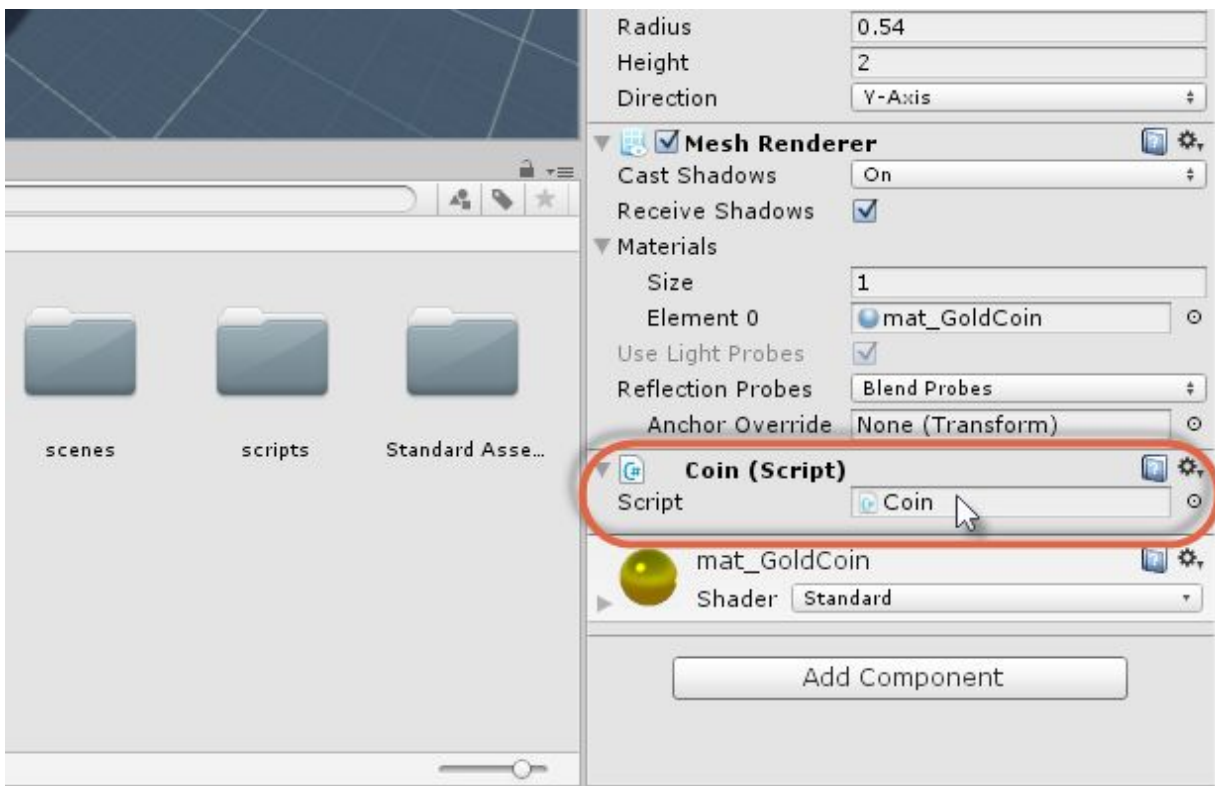 Radius 0.54
Height 2
Direction Y-Axis
Mesh Renderer
Cast Shadows On
Receive Shadows
Materials
Size 1
Element 0 mat_GoldCoin
Use Light Probes
Reflection Probes Blend Probes
Anchor Override None (Transform)
Coin (Script)
Script Coin
mat_GoldCoin
Shader Standard
Add Component
scenes scripts Standard Asse...